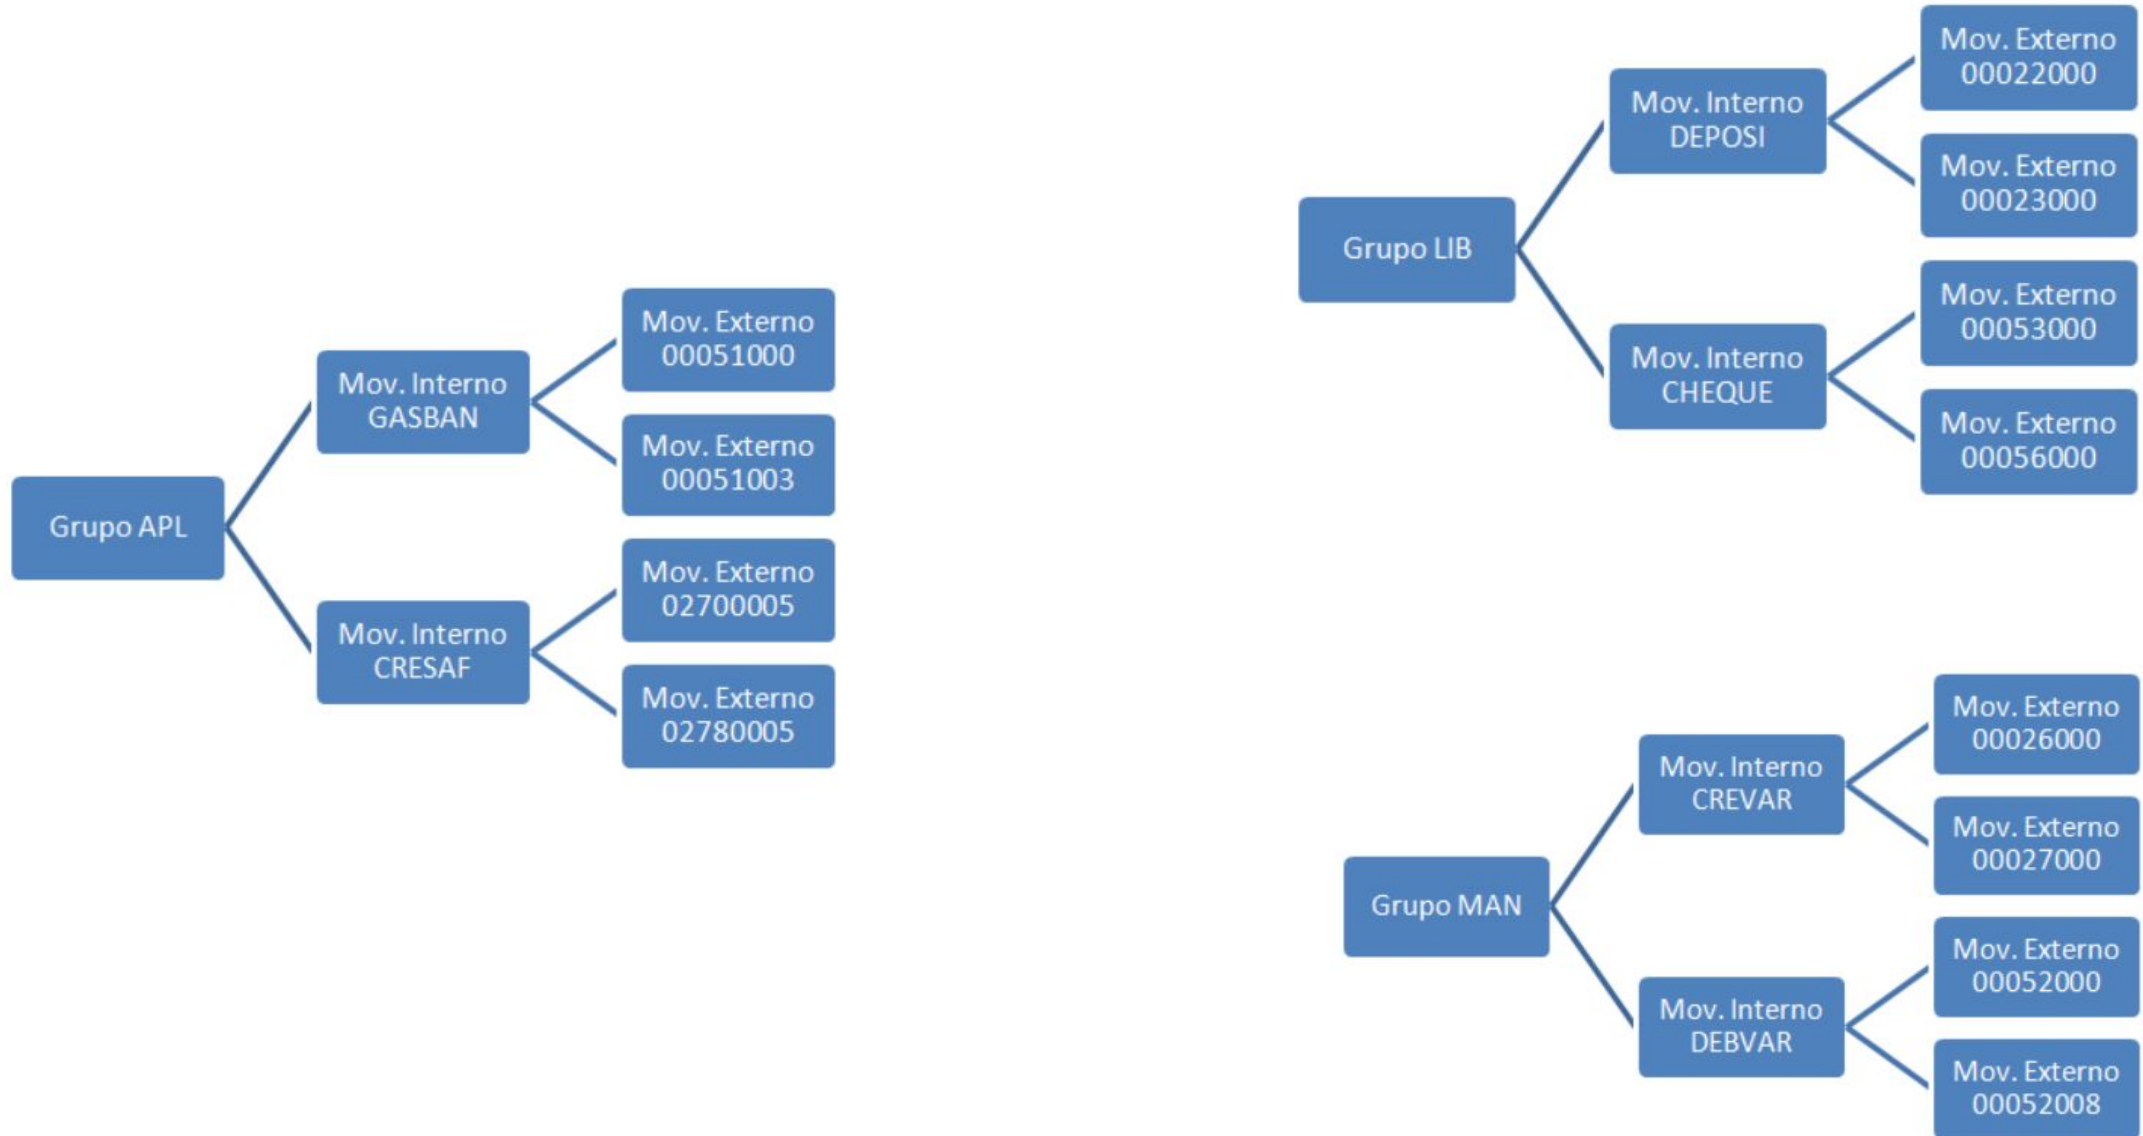 Grupo APL
Mov. Interno
GASBAN
Mov. Externo
00051000
Mov. Externo
00051003
Mov. Interno
CRESAF
Mov. Externo
02700005
Mov. Externo
02780005
Grupo LIB
Mov. Interno
DEPOSI
Mov. Externo
00022000
Mov. Externo
00023000
Mov. Interno
CHEQUE
Mov. Externo
00053000
Mov. Externo
00056000
Grupo MAN
Mov. Interno
CREVAR
Mov. Externo
00026000
Mov. Externo
00027000
Mov. Interno
DEBVAR
Mov. Externo
00052000
Mov. Externo
00052008